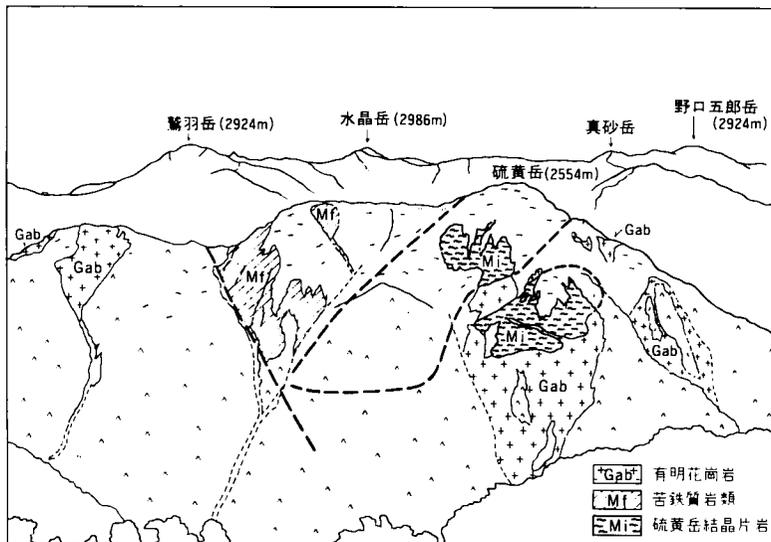 鷲羽岳(2924m)
水晶岳(2986m)
真砂岳
野口五郎岳
(2924m)
硫黄岳(2554m)
Gab
Gab
Mf
Mf
Mi
Gab
Mi
Gab
Gab
Gab 有明花崗岩
Mf 苦鉄質岩類
Mi 硫黄岳結晶片岩